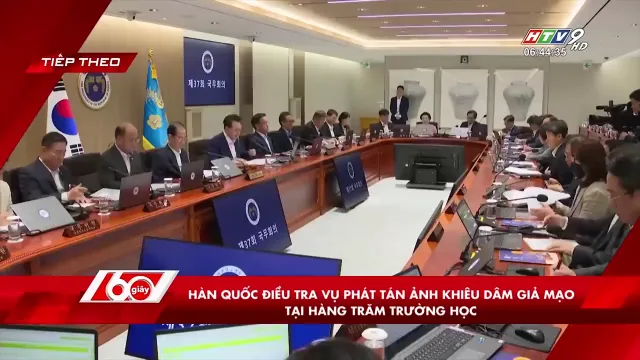 TIẾP THEO
HTV9
HD
06:44:35
제37회 국무회의
제37회 국무회의
60 giây
HÀN QUỐC ĐIỀU TRA VỤ PHÁT TÁN ẢNH KHIÊU DÂM GIẢ MẠO
TẠI HÀNG TRĂM TRƯỜNG HỌC